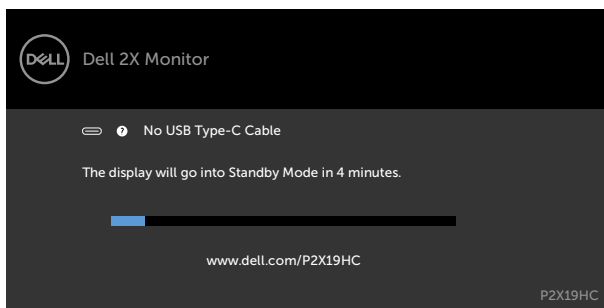 DELL
Dell 2X Monitor
? No USB Type-C Cable
The display will go into Standby Mode in 4 minutes.
www.dell.com/P2X19HC
P2X19HC